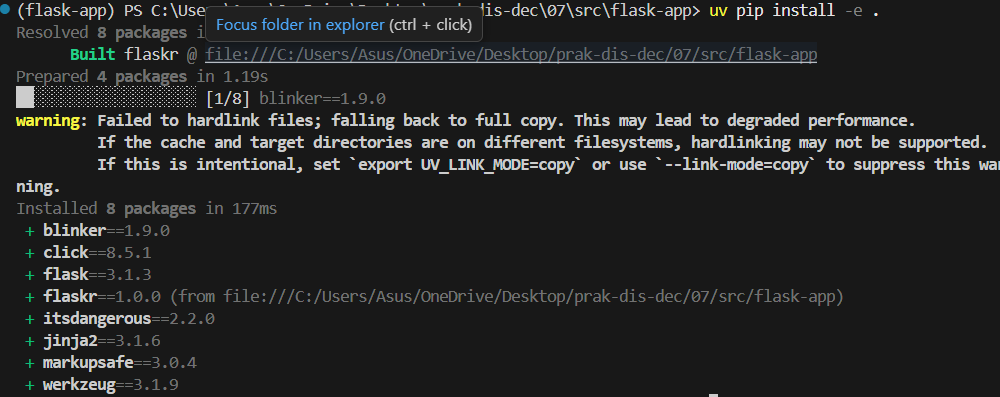 (flask-app) PS C:\Users\Asus\OneDrive\Desktop\prak-dis-dec\07\src\flask-app> uv pip install -e .
Focus folder in explorer (ctrl + click)
Resolved 8 packages i
Built flaskr @ file:///C:/Users/Asus/OneDrive/Desktop/prak-dis-dec/07/src/flask-app
Prepared 4 packages in 1.19s
[1/8] blinker==1.9.0
warning: Failed to hardlink files; falling back to full copy. This may lead to degraded performance.
If the cache and target directories are on different filesystems, hardlinking may not be supported.
If this is intentional, set `export UV_LINK_MODE=copy` or use `--link-mode=copy` to suppress this war
ning.
Installed 8 packages in 177ms
+ blinker==1.9.0
+ click==8.5.1
+ flask==3.1.3
+ flaskr==1.0.0 (from file:///C:/Users/Asus/OneDrive/Desktop/prak-dis-dec/07/src/flask-app)
+ itsdangerous==2.2.0
+ jinja2==3.1.6
+ markupsafe==3.0.4
+ werkzeug==3.1.9